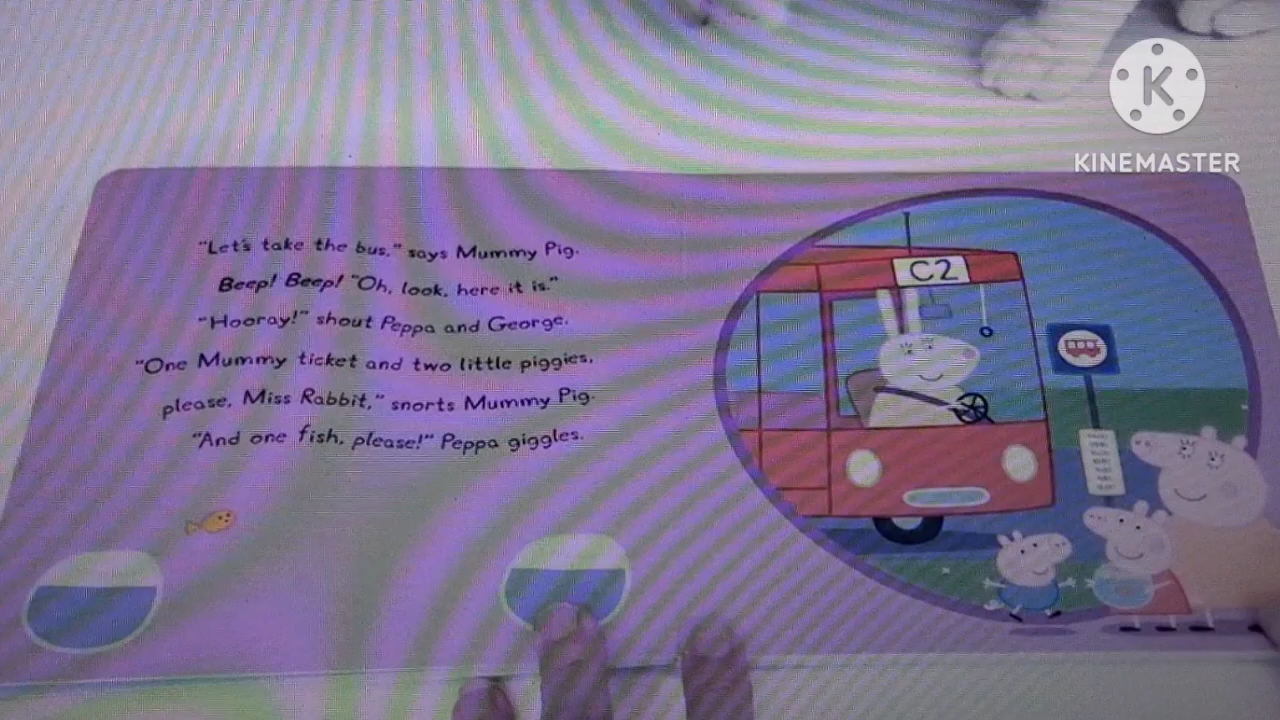 "Let's take the bus," says Mummy Pig.
Beep! Beep! "Oh, look, here it is."
"Hooray!" shout Peppa and George.
"One Mummy ticket and two little piggies,
please, Miss Rabbit," snorts Mummy Pig.
"And one fish, please!" Peppa giggles.
C2
K
KINEMASTER